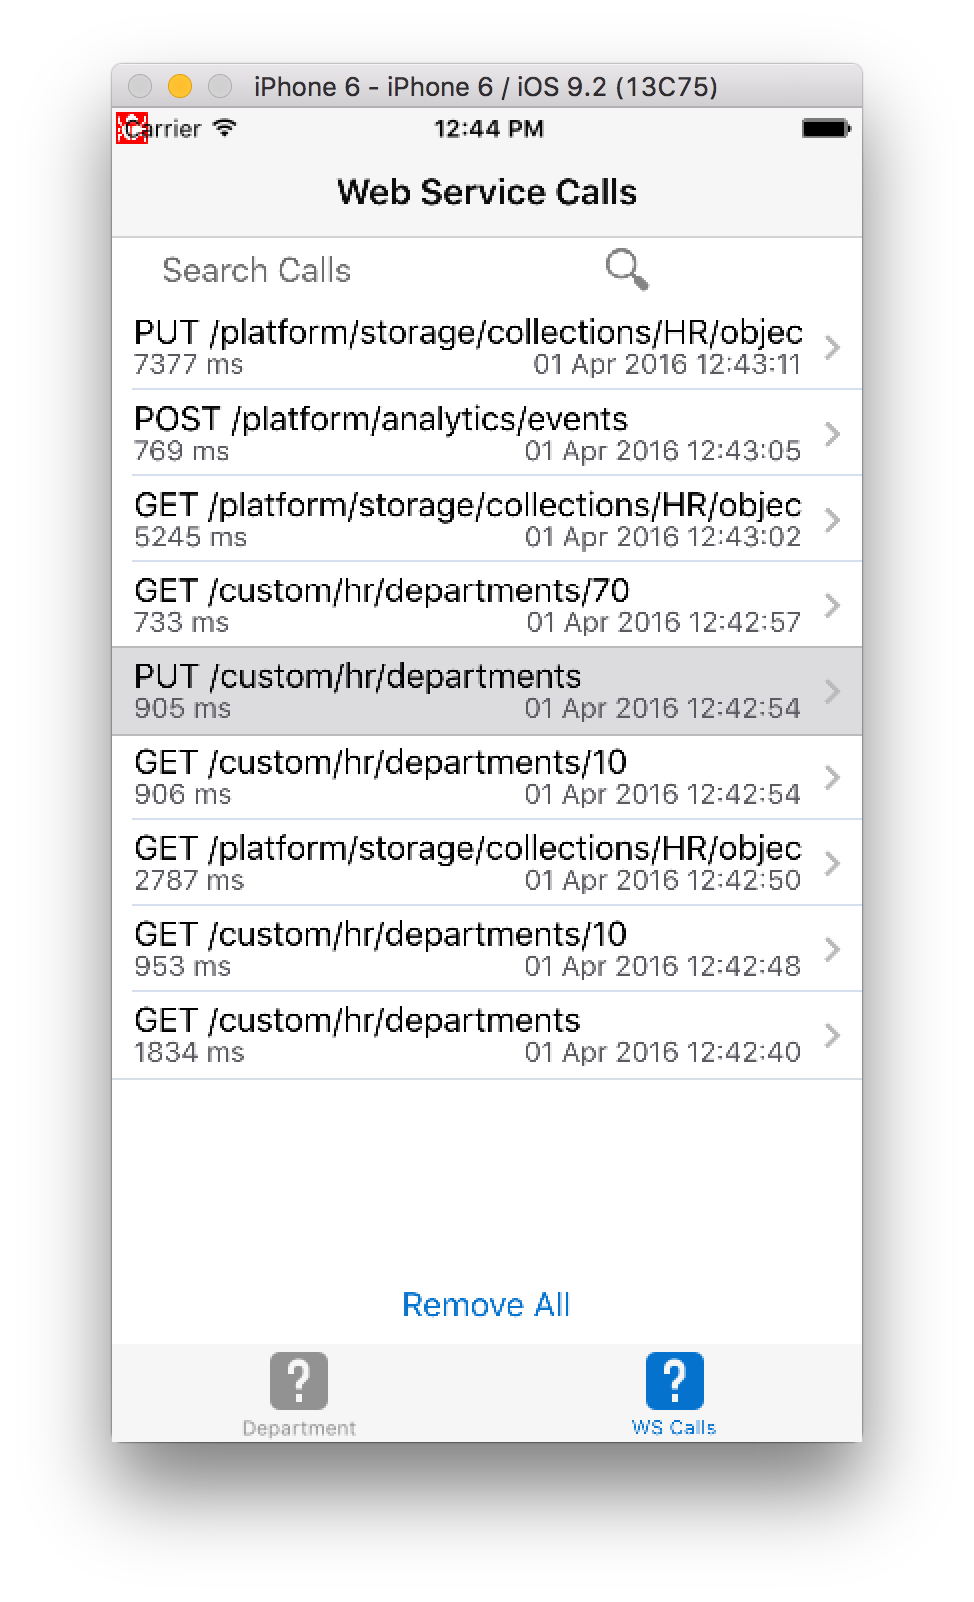 iPhone 6 - iPhone 6 / iOS 9.2 (13C75)
Carrier 12:44 PM
Web Service Calls
Search Calls
PUT /platform/storage/collections/HR/objec
7377 ms 01 Apr 2016 12:43:11
POST /platform/analytics/events
769 ms 01 Apr 2016 12:43:05
GET /platform/storage/collections/HR/objec
5245 ms 01 Apr 2016 12:43:02
GET /custom/hr/departments/70
733 ms 01 Apr 2016 12:42:57
PUT /custom/hr/departments
905 ms 01 Apr 2016 12:42:54
GET /custom/hr/departments/10
906 ms 01 Apr 2016 12:42:54
GET /platform/storage/collections/HR/objec
2787 ms 01 Apr 2016 12:42:50
GET /custom/hr/departments/10
953 ms 01 Apr 2016 12:42:48
GET /custom/hr/departments
1834 ms 01 Apr 2016 12:42:40
Remove All
? ?
Department WS Calls